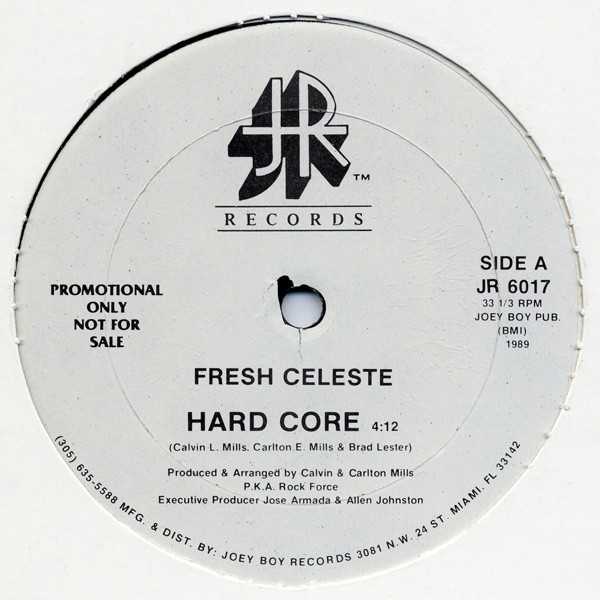 JR
TM
RECORDS
SIDE A
JR 6017
33 1/3 RPM
JOEY BOY PUB.
(BMI)
1989
PROMOTIONAL
ONLY
NOT FOR
SALE
FRESH CELESTE
HARD CORE 4:12
(Calvin L. Mills, Carlton E. Mills & Brad Lester)
Produced & Arranged by Calvin & Carlton Mills
P.K.A. Rock Force
Executive Producer Jose Armada & Allen Johnston
(305) 635-5588 MFG. & DIST. BY: JOEY BOY RECORDS 3081 N.W. 24 ST. MIAMI, FL 33142